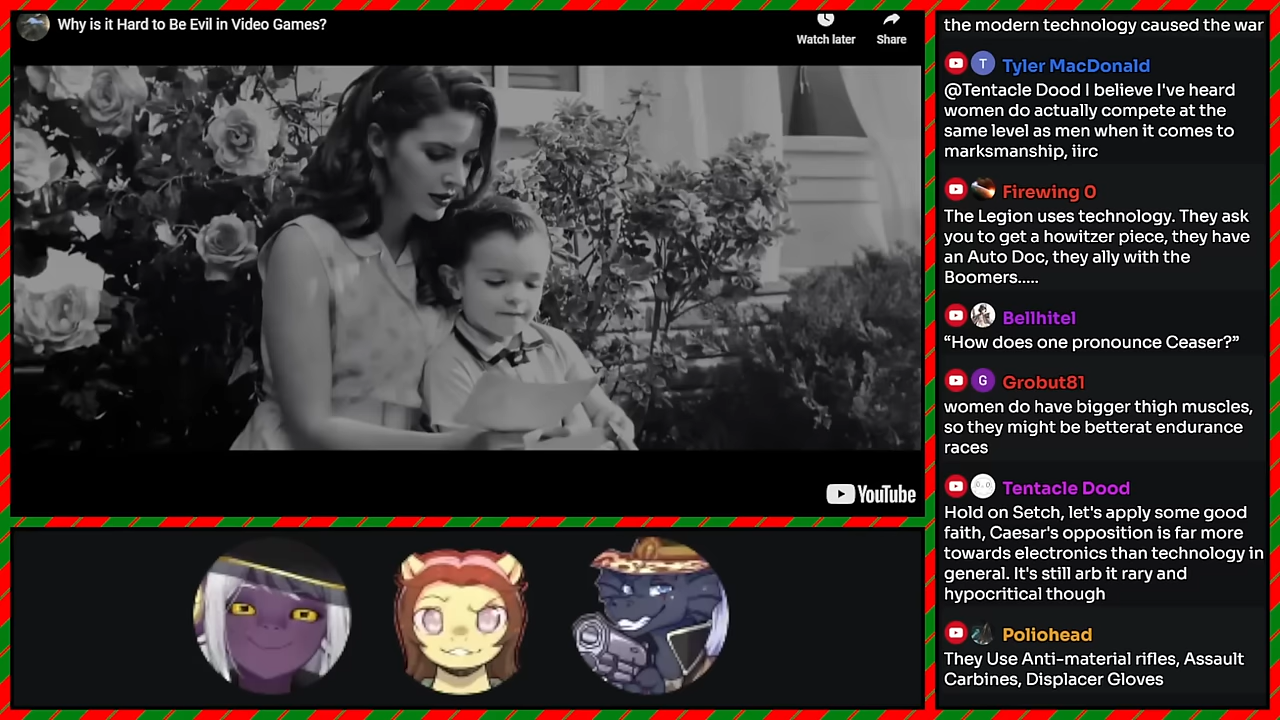 Why is it Hard to Be Evil in Video Games?
Watch later
Share
YouTube
the modern technology caused the war
T
Tyler MacDonald
@Tentacle Dood I believe I've heard
women do actually compete at the
same level as men when it comes to
marksmanship, iirc
Firewing 0
The Legion uses technology. They ask
you to get a howitzer piece, they have
an Auto Doc, they ally with the
Boomers.....
Bellhitel
“How does one pronounce Ceaser?”
G
Grobut81
women do have bigger thigh muscles,
so they might be betterat endurance
races
Tentacle Dood
Hold on Setch, let's apply some good
faith, Caesar's opposition is far more
towards electronics than technology in
general. It's still arb it rary and
hypocritical though
Poliohead
They Use Anti-material rifles, Assault
Carbines, Displacer Gloves